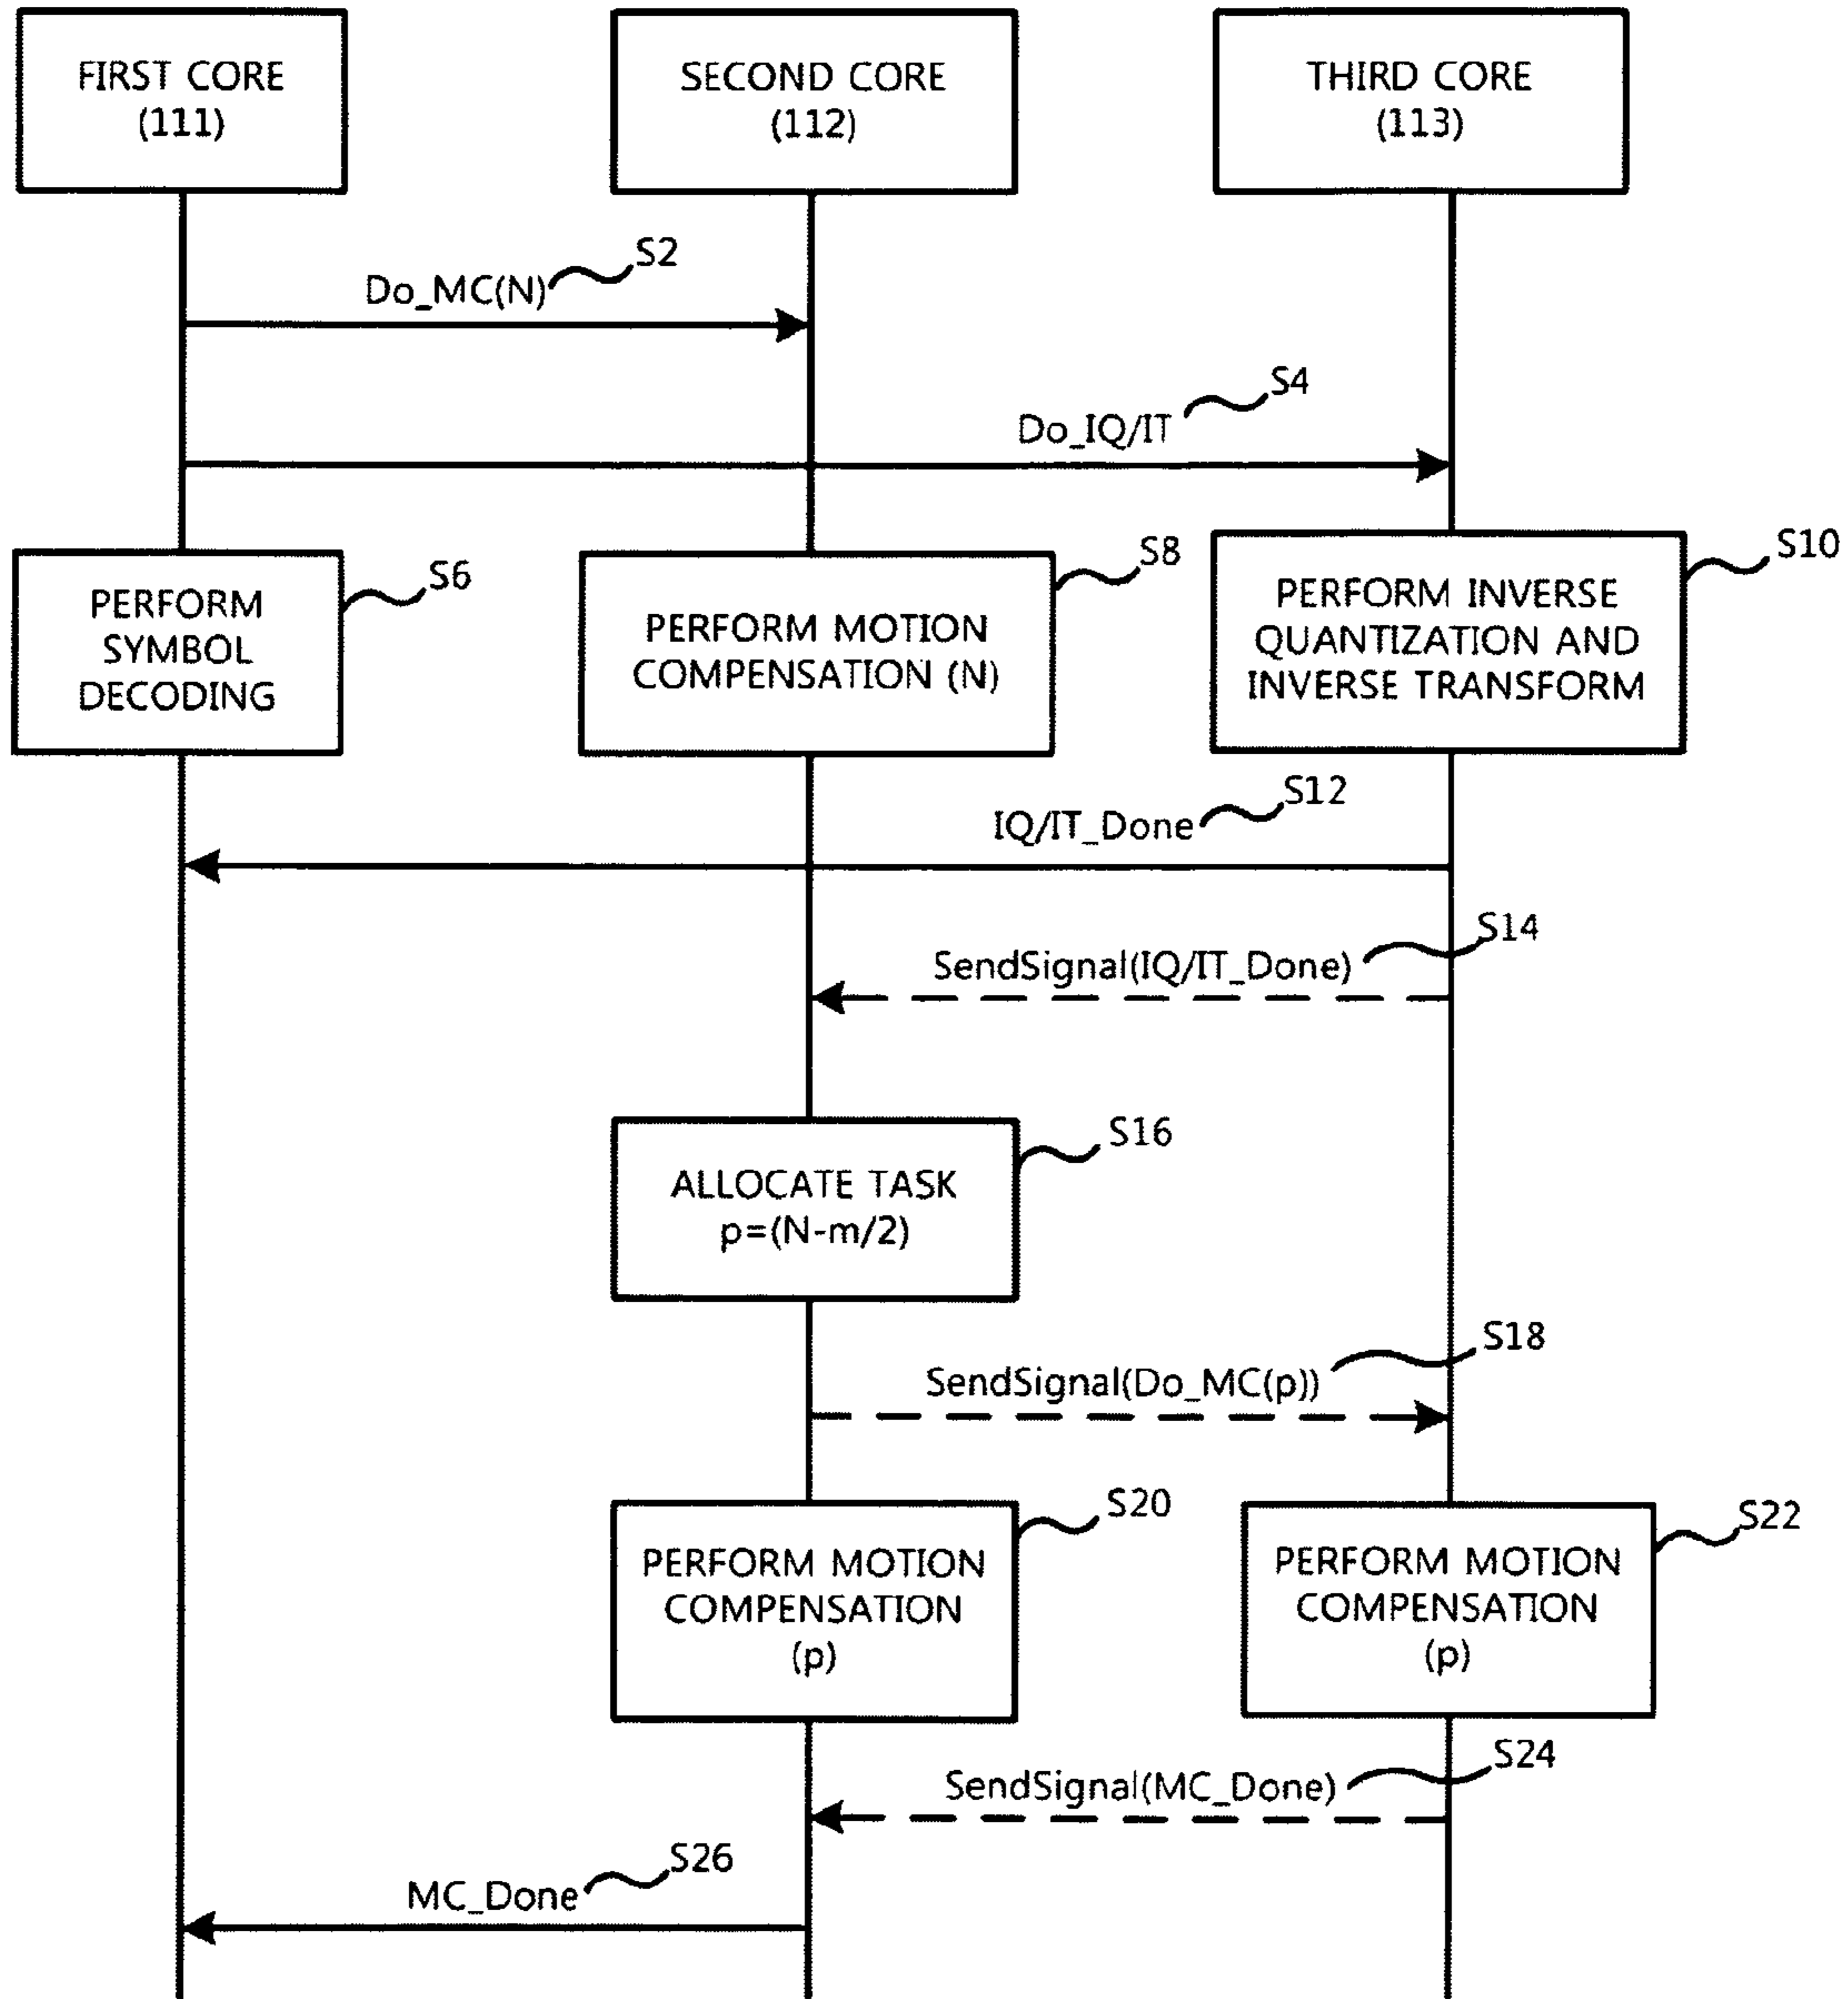 FIRST CORE
(111)
SECOND CORE
(112)
THIRD CORE
(113)
S2
Do_MC(N)
S4
Do_IQ/IT
S6
PERFORM
SYMBOL
DECODING
S8
PERFORM MOTION
COMPENSATION (N)
S10
PERFORM INVERSE
QUANTIZATION AND
INVERSE TRANSFORM
S12
IQ/IT_Done
S14
SendSignal(IQ/IT_Done)
S16
ALLOCATE TASK
p=(N-m/2)
S18
SendSignal(Do_MC(p))
S20
PERFORM MOTION
COMPENSATION
(p)
S22
PERFORM MOTION
COMPENSATION
(p)
S24
SendSignal(MC_Done)
S26
MC_Done